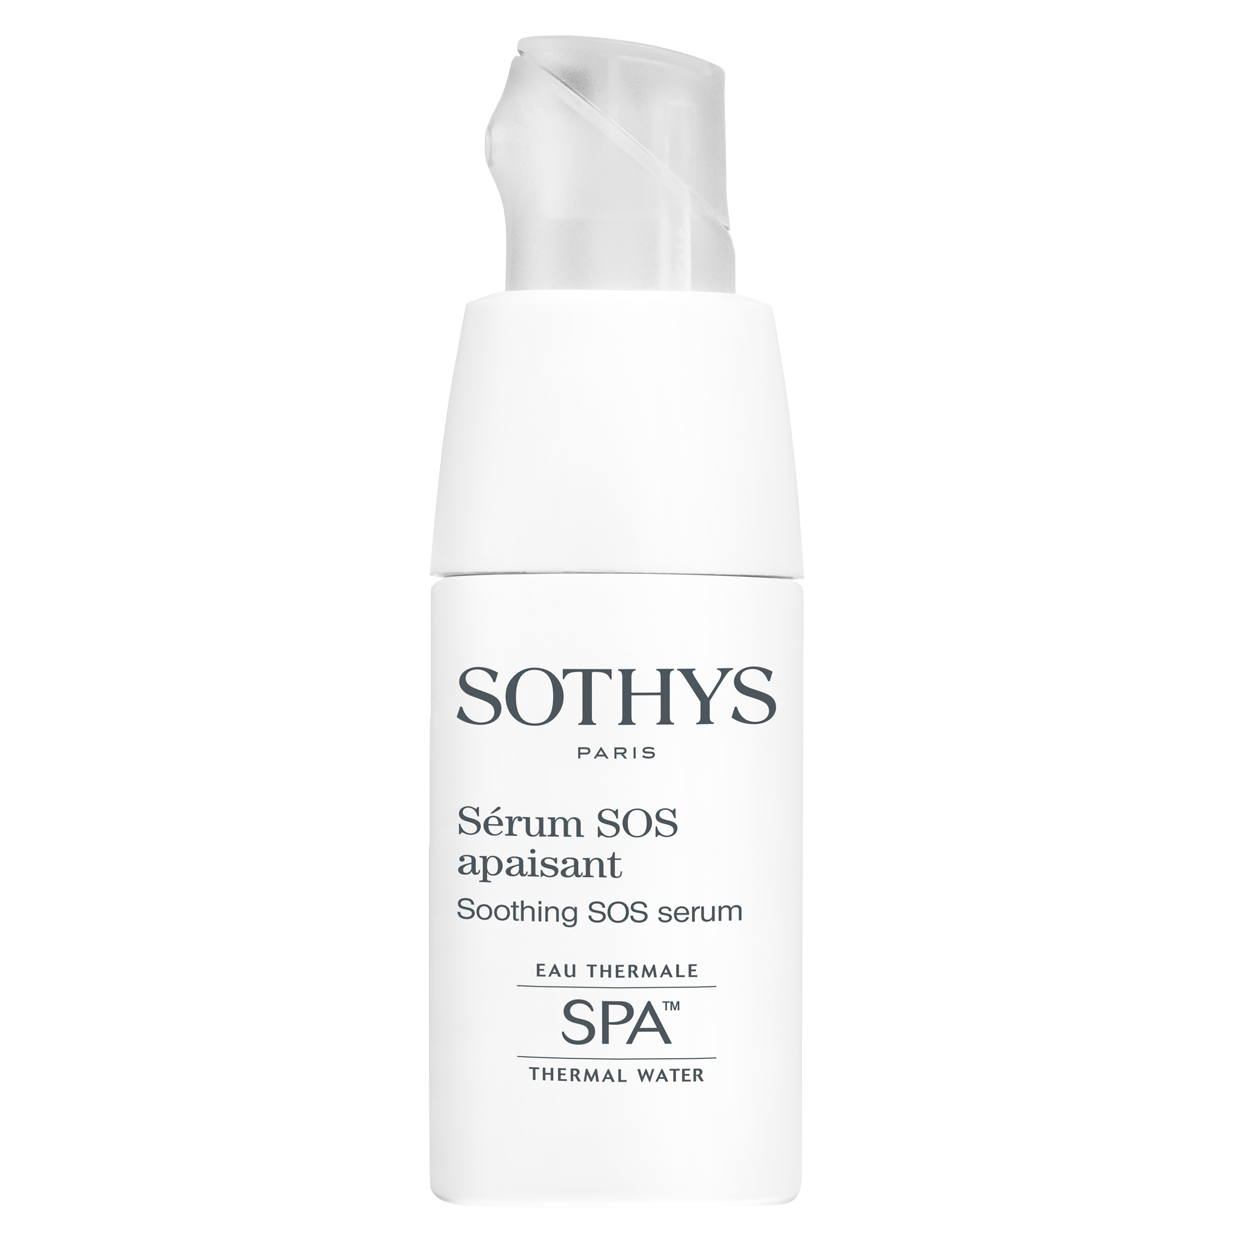 SOTHYS
PARIS
Sérum SOS
apaisant
Soothing SOS serum
EAU THERMALE
SPA™
THERMAL WATER